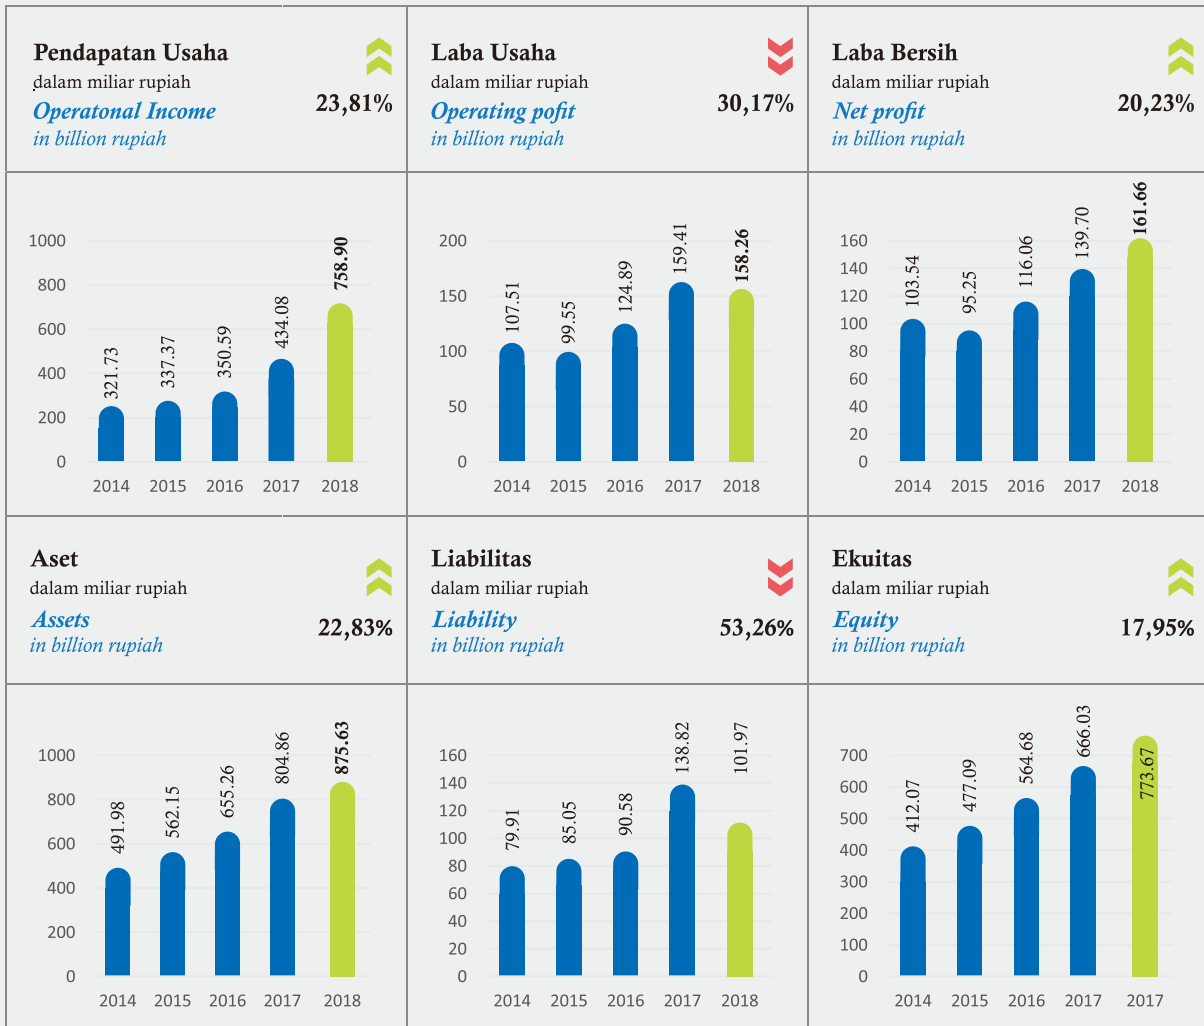 Pendapatan Usaha
dalam miliar rupiah
Operatonal Income
in billion rupiah
23,81%
Laba Usaha
dalam miliar rupiah
Operating pofit
in billion rupiah
30,17%
Laba Bersih
dalam miliar rupiah
Net profit
in billion rupiah
20,23%
1000
800
600
400
200
0
321.73
337.37
350.59
434.08
758.90
2014 2015 2016 2017 2018
200
150
100
50
0
107.51
99.55
124.89
159.41
158.26
2014 2015 2016 2017 2018
160
140
120
100
80
60
40
20
0
103.54
95.25
116.06
139.70
161.66
2014 2015 2016 2017 2018
Aset
dalam miliar rupiah
Assets
in billion rupiah
22,83%
Liabilitas
dalam miliar rupiah
Liability
in billion rupiah
53,26%
Ekuitas
dalam miliar rupiah
Equity
in billion rupiah
17,95%
1000
800
600
400
200
0
491.98
562.15
655.26
804.86
875.63
2014 2015 2016 2017 2018
160
140
120
100
80
60
40
20
0
79.91
85.05
90.58
138.82
101.97
2014 2015 2016 2017 2018
700
600
500
400
300
200
100
0
412.07
477.09
564.68
666.03
773.67
2014 2015 2016 2017 2017